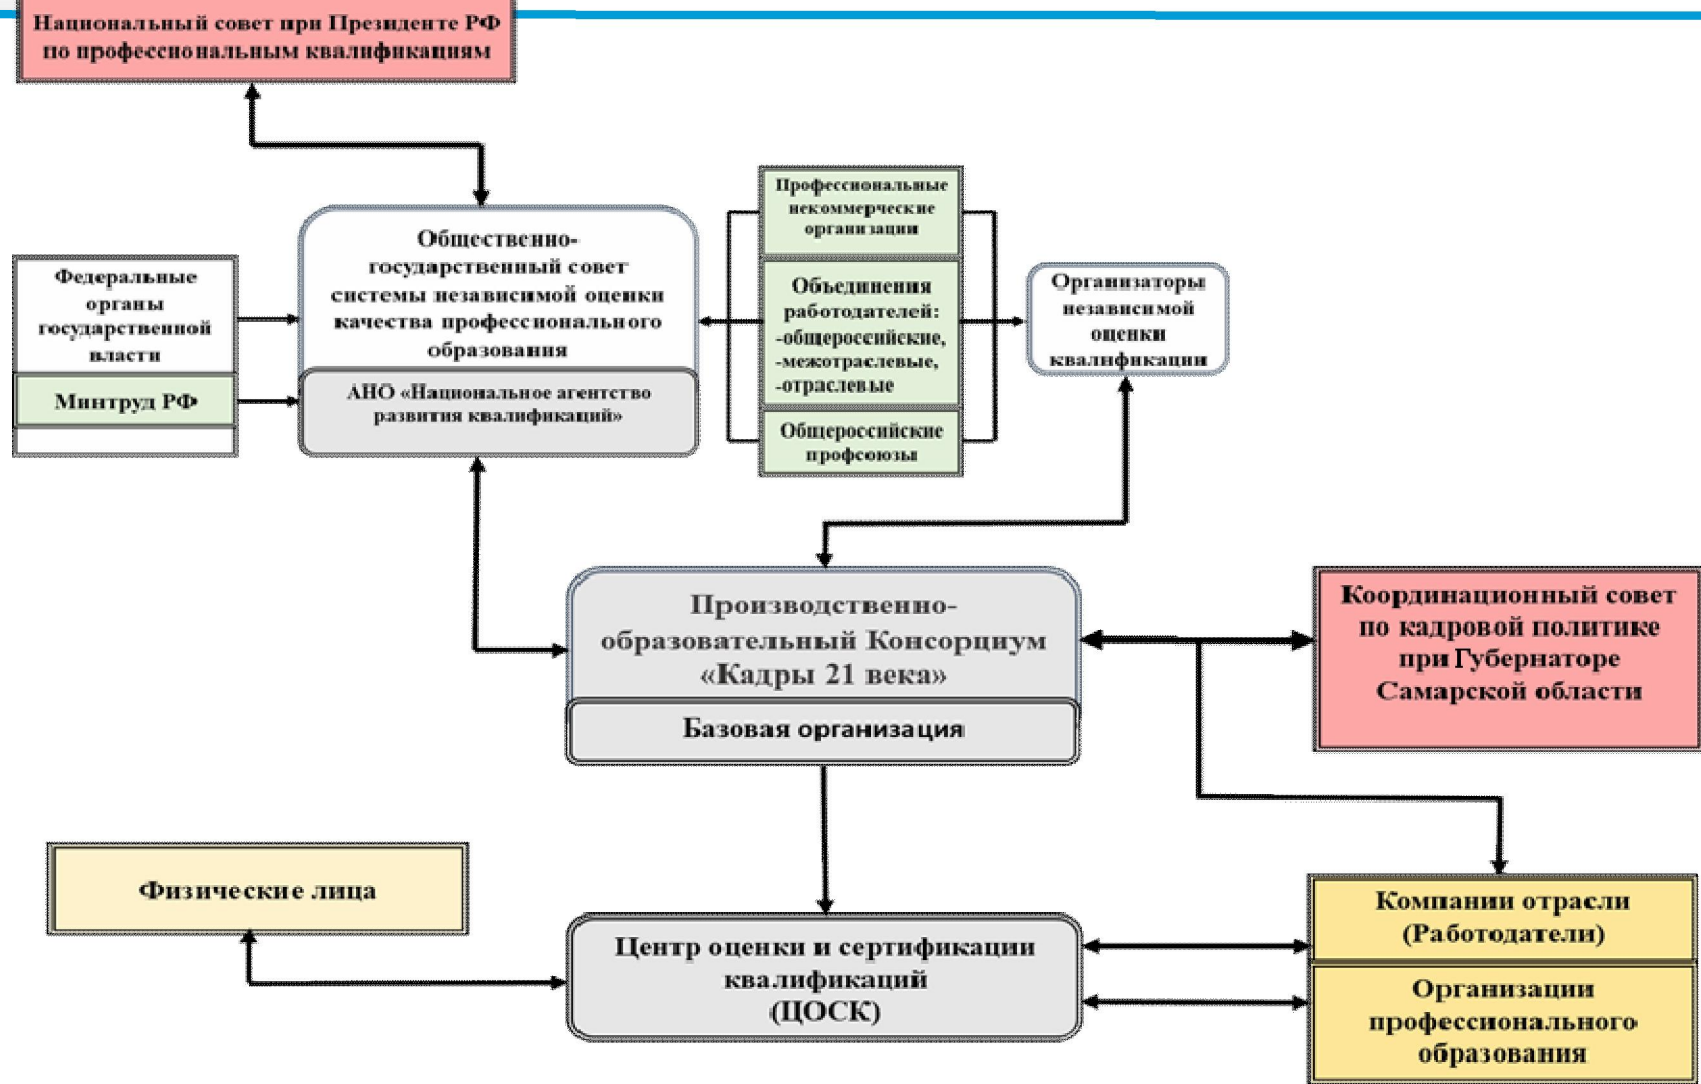 Национальный совет при Президенте РФ
по профессиональным квалификациям
Профессиональные
некоммерческие
организации
Общественно-
государственный совет
системы независимой оценки
качества профессионального
образования
Федеральные
органы
государственной
власти
Объединения
работодателей:
-общероссийские,
-межотраслевые,
-отраслевые
Организаторы
независимой
оценки
квалификации
Минтруд РФ
АНО «Национальное агентство
развития квалификаций»
Общероссийские
профсоюзы
Производственно-
образовательный Консорциум
«Кадры 21 века»
Базовая организация
Координационный совет
по кадровой политике
при Губернаторе
Самарской области
Физические лица
Центр оценки и сертификации
квалификаций
(ЦОСК)
Компании отрасли
(Работодатели)
Организации
профессионального
образования